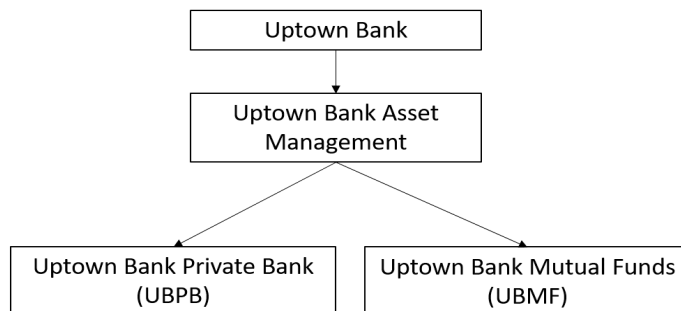 Uptown Bank
Uptown Bank Asset
Management
Uptown Bank Private Bank
(UBPB)
Uptown Bank Mutual Funds
(UBMF)